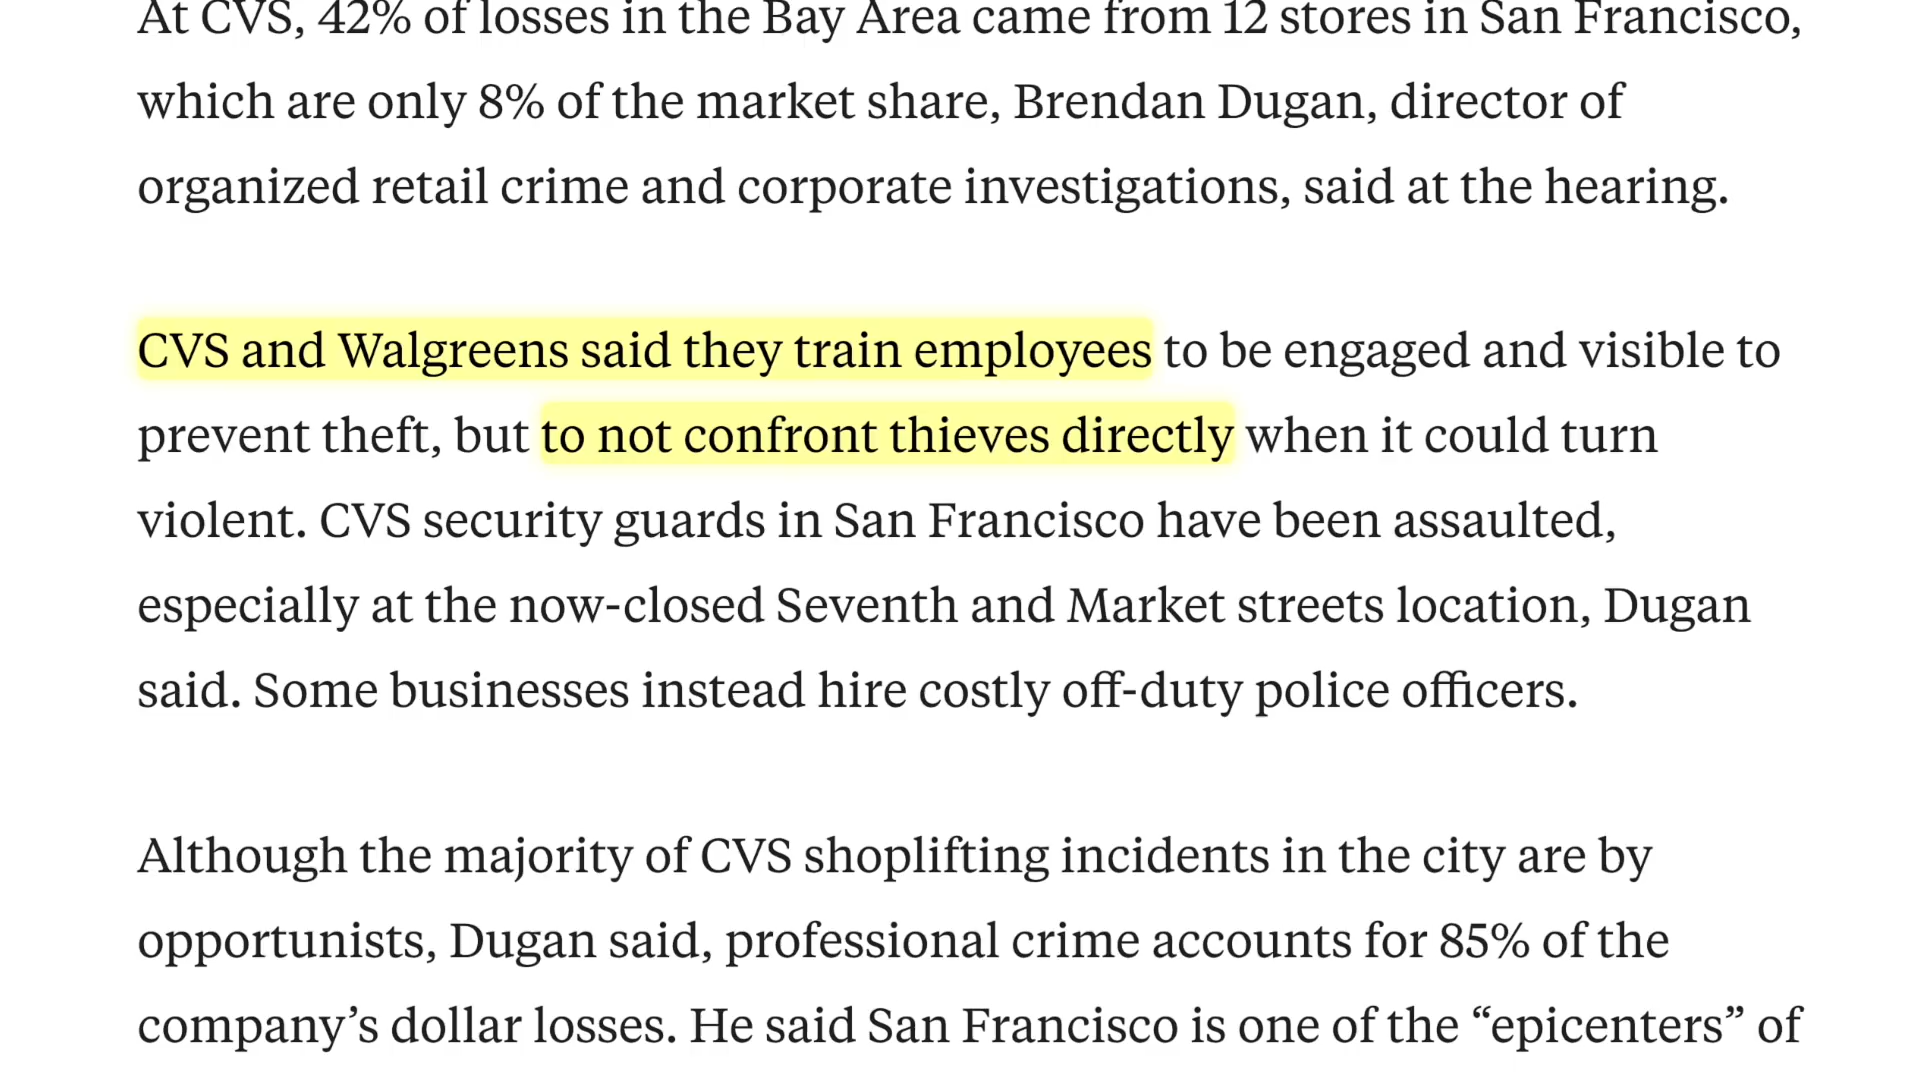 At CVS, 42% of losses in the Bay Area came from 12 stores in San Francisco,
which are only 8% of the market share, Brendan Dugan, director of
organized retail crime and corporate investigations, said at the hearing.
CVS and Walgreens said they train employees to be engaged and visible to
prevent theft, but to not confront thieves directly when it could turn
violent. CVS security guards in San Francisco have been assaulted,
especially at the now-closed Seventh and Market streets location, Dugan
said. Some businesses instead hire costly off-duty police officers.
Although the majority of CVS shoplifting incidents in the city are by
opportunists, Dugan said, professional crime accounts for 85% of the
company’s dollar losses. He said San Francisco is one of the “epicenters” of